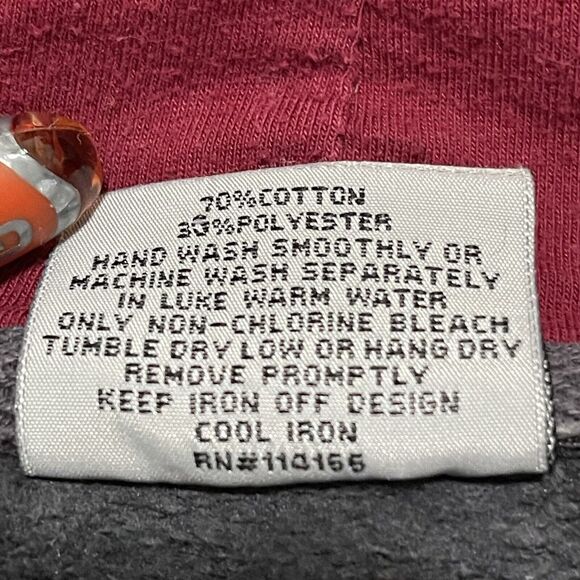 70%COTTON
30%POLYESTER
HAND WASH SMOOTHLY OR
MACHINE WASH SEPARATELY
IN LUKE WARM WATER
ONLY NON-CHLORINE BLEACH
TUMBLE DRY LOW OR HANG DRY
REMOVE PROMPTLY
KEEP IRON OFF DESIGN
COOL IRON
RN#114166